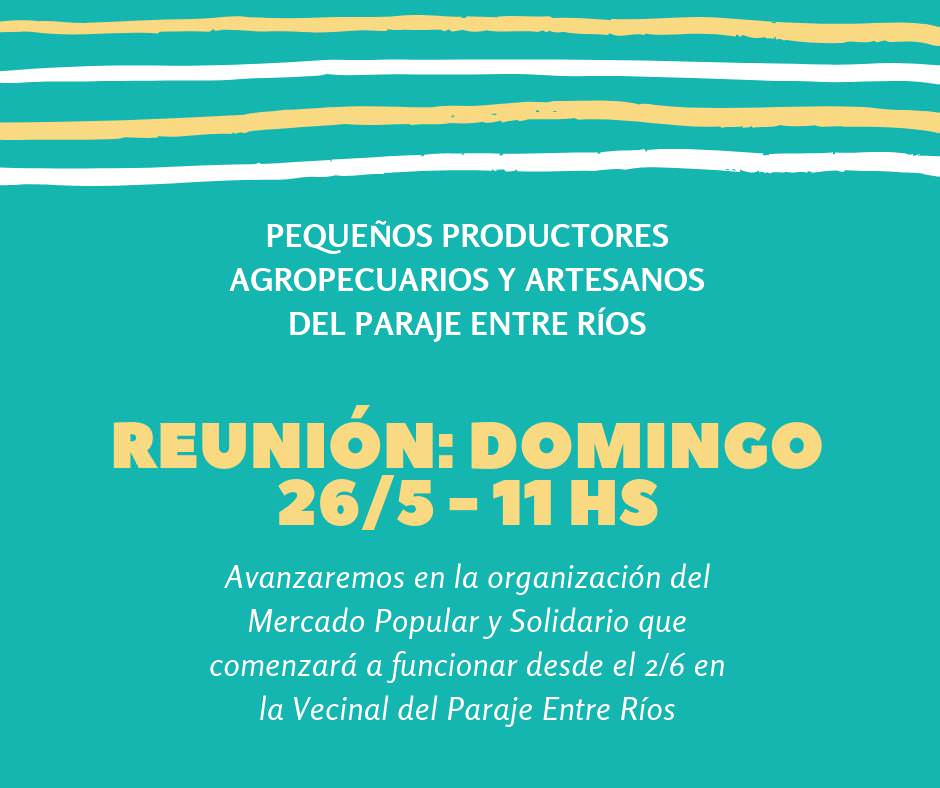 PEQUEÑOS PRODUCTORES
AGROPECUARIOS Y ARTESANOS
DEL PARAJE ENTRE RÍOS
REUNIÓN: DOMINGO
26/5 - 11 HS
Avanzaremos en la organización del
Mercado Popular y Solidario que
comenzará a funcionar desde el 2/6 en
la Vecinal del Paraje Entre Ríos